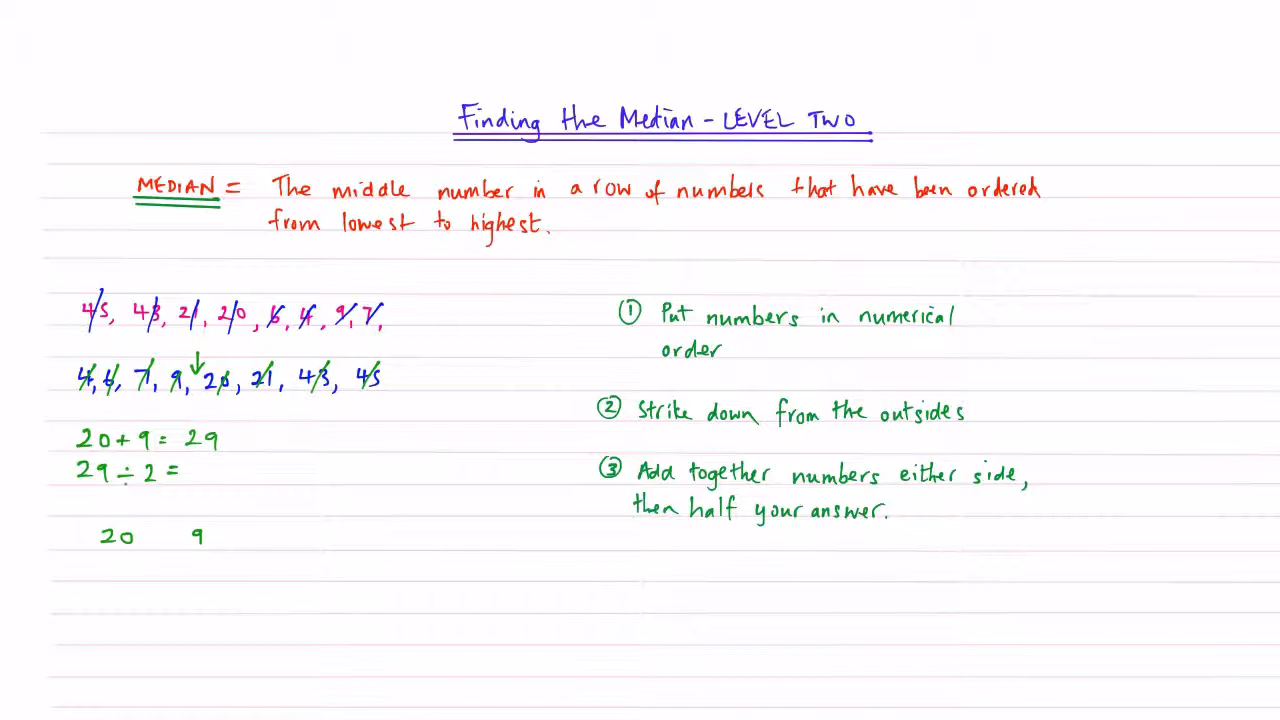 Finding the Median - LEVEL TWO
MEDIAN = The middle number in a row of numbers that have been ordered
from lowest to highest.
45, 43, 21, 20, 6, 4, 9, 7,
4, 6, 7, 9, 20, 21, 43, 45
20 + 9 = 29
29 ÷ 2 =
20 9
① Put numbers in numerical
order
② Strike down from the outsides
③ Add together numbers either side,
then half your answer.